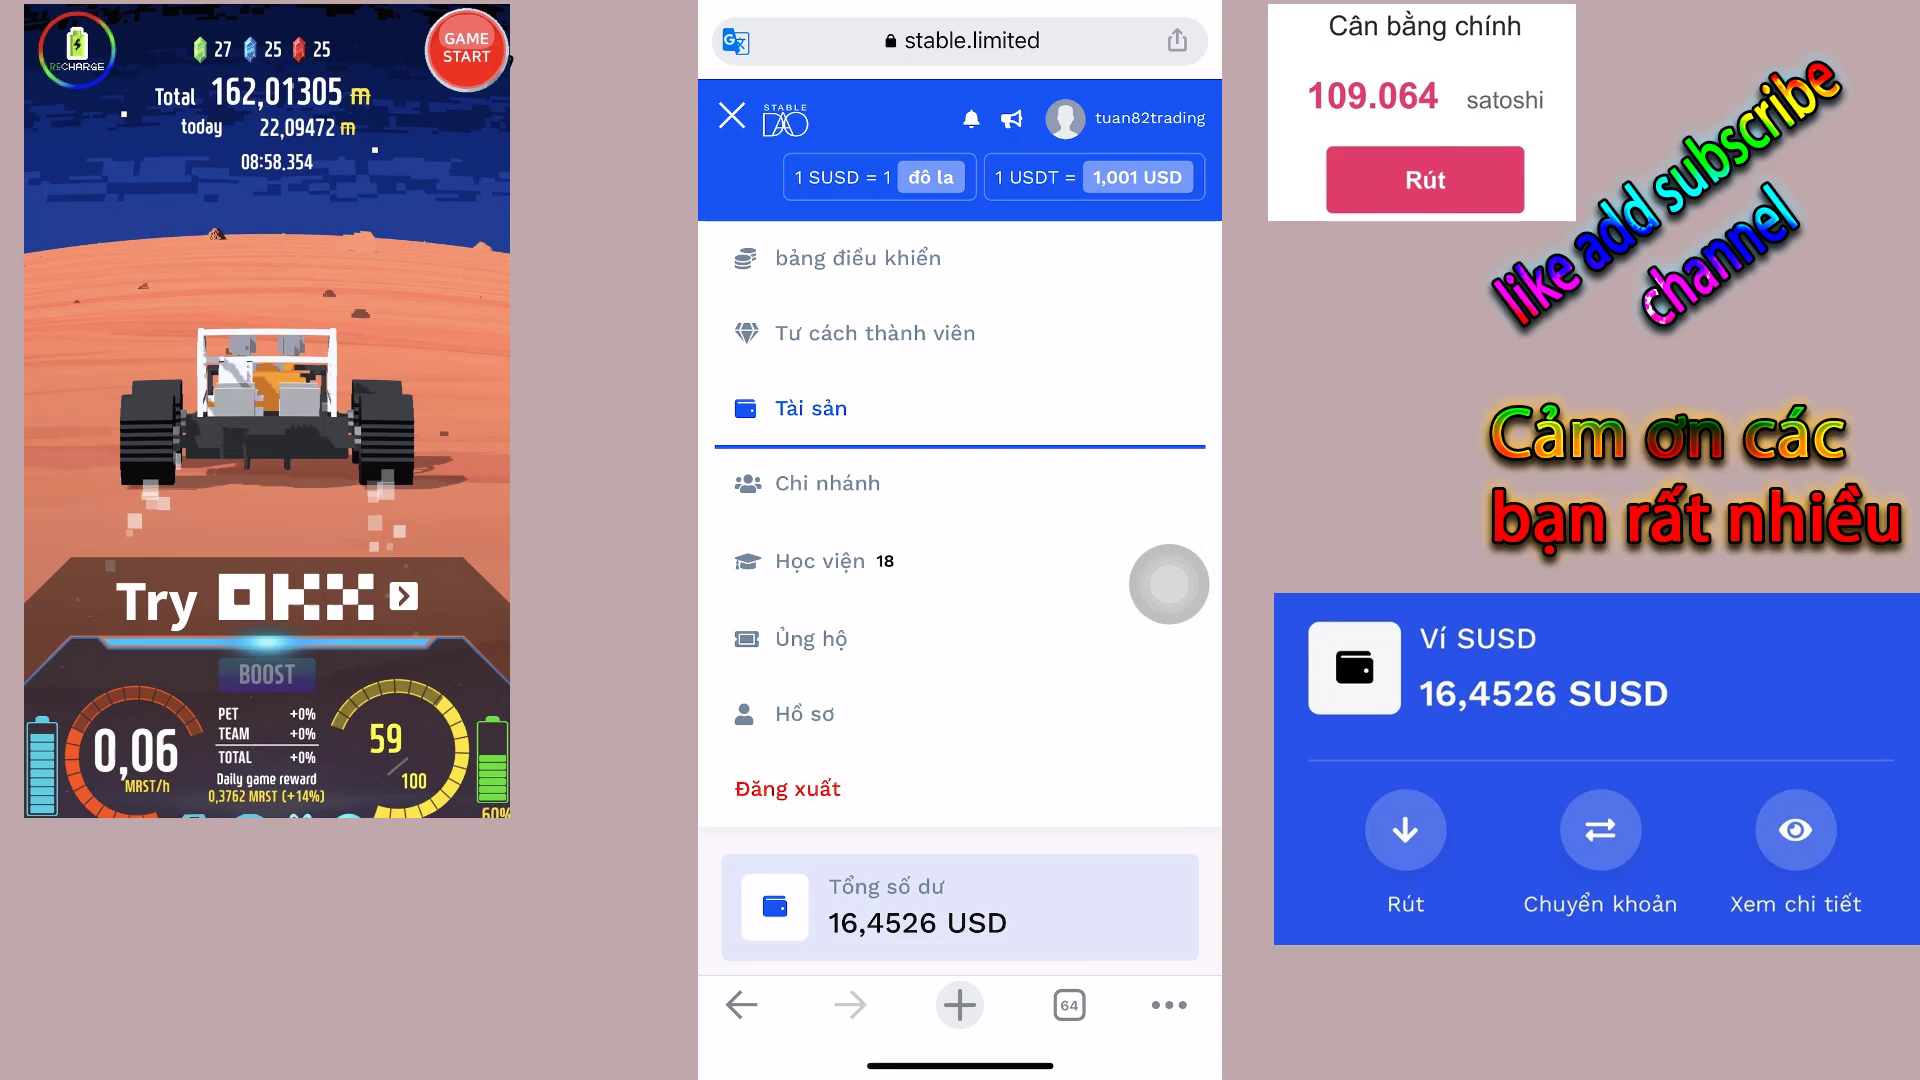 RECHARGE
27 25 25
GAME
START
Total 162,01305 m
today 22,09472 m
08:58.354
Try OKX
BOOST
PET +0%
TEAM +0%
TOTAL +0%
Daily game reward
0,3762 MRST (+14%)
0,06
MRST/h
59
100
60%
stable.limited
STABLE
DAO
tuan82trading
1 SUSD = 1 đô la
1 USDT = 1,001 USD
bảng điều khiển
Tư cách thành viên
Tài sản
Chi nhánh
Học viện 18
Ủng hộ
Hồ sơ
Đăng xuất
Tổng số dư
16,4526 USD
64
Cân bằng chính
109.064 satoshi
Rút
like add subscribe
channel
Cảm ơn các
bạn rất nhiều
Ví SUSD
16,4526 SUSD
Rút
Chuyển khoản
Xem chi tiết